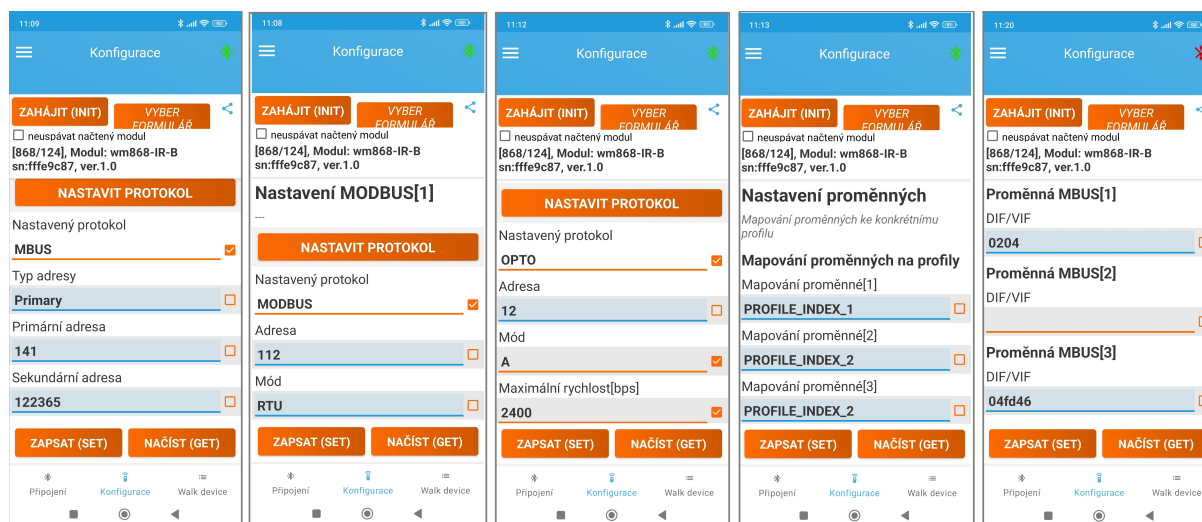 11:09
Konfigurace
ZAHÁJIT (INIT)
VYBER
FORMULÁŘ
neuspávat načtený modul
[868/124], Modul: wm868-IR-B
sn:fffe9c87, ver.1.0
NASTAVIT PROTOKOL
Nastavený protokol
MBUS
Typ adresy
Primary
Primární adresa
141
Sekundární adresa
122365
ZAPSAT (SET)
NAČÍST (GET)
Připojení
Konfigurace
Walk device
11:08
Konfigurace
ZAHÁJIT (INIT)
VYBER
FORMULÁŘ
neuspávat načtený modul
[868/124], Modul: wm868-IR-B
sn:fffe9c87, ver.1.0
Nastavení MODBUS[1]
---
NASTAVIT PROTOKOL
Nastavený protokol
MODBUS
Adresa
112
Mód
RTU
ZAPSAT (SET)
NAČÍST (GET)
Připojení
Konfigurace
Walk device
11:12
Konfigurace
ZAHÁJIT (INIT)
VYBER
FORMULÁŘ
neuspávat načtený modul
[868/124], Modul: wm868-IR-B
sn:fffe9c87, ver.1.0
NASTAVIT PROTOKOL
Nastavený protokol
OPTO
Adresa
12
Mód
A
Maximální rychlost[bps]
2400
ZAPSAT (SET)
NAČÍST (GET)
Připojení
Konfigurace
Walk device
11:13
Konfigurace
ZAHÁJIT (INIT)
VYBER
FORMULÁŘ
neuspávat načtený modul
[868/124], Modul: wm868-IR-B
sn:fffe9c87, ver.1.0
Nastavení proměnných
Mapování proměnných ke konkrétnímu
profilu
Mapování proměnných na profily
Mapování proměnné[1]
PROFILE_INDEX_1
Mapování proměnné[2]
PROFILE_INDEX_2
Mapování proměnné[3]
PROFILE_INDEX_2
ZAPSAT (SET)
NAČÍST (GET)
Připojení
Konfigurace
Walk device
11:20
Konfigurace
ZAHÁJIT (INIT)
VYBER
FORMULÁŘ
neuspávat načtený modul
[868/124], Modul: wm868-IR-B
sn:fffe9c87, ver.1.0
Proměnná MBUS[1]
DIF/VIF
0204
Proměnná MBUS[2]
DIF/VIF
Proměnná MBUS[3]
DIF/VIF
04fd46
ZAPSAT (SET)
NAČÍST (GET)
Připojení
Konfigurace
Walk device